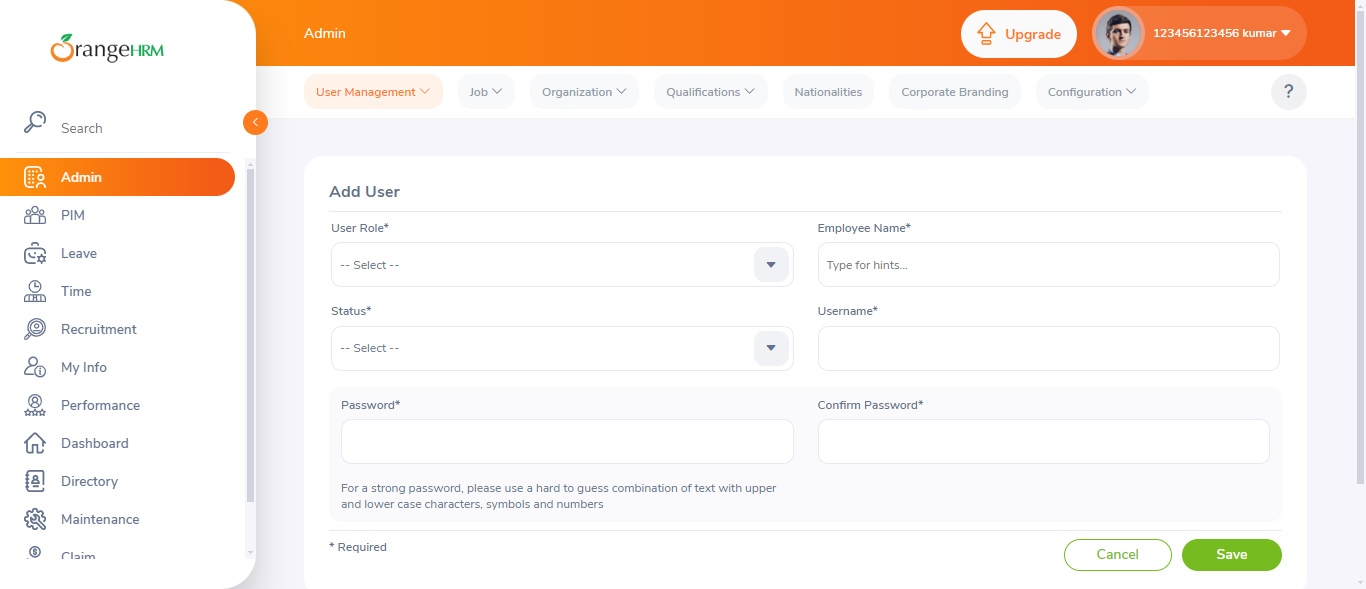 OrangeHRM
Admin
Upgrade
123456123456 kumar
User Management
Job
Organization
Qualifications
Nationalities
Corporate Branding
Configuration
?
Search
Admin
PIM
Leave
Time
Recruitment
My Info
Performance
Dashboard
Directory
Maintenance
Claim
Add User
User Role*
-- Select --
Employee Name*
Type for hints...
Status*
-- Select --
Username*
Password*
Confirm Password*
For a strong password, please use a hard to guess combination of text with upper
and lower case characters, symbols and numbers
* Required
Cancel
Save